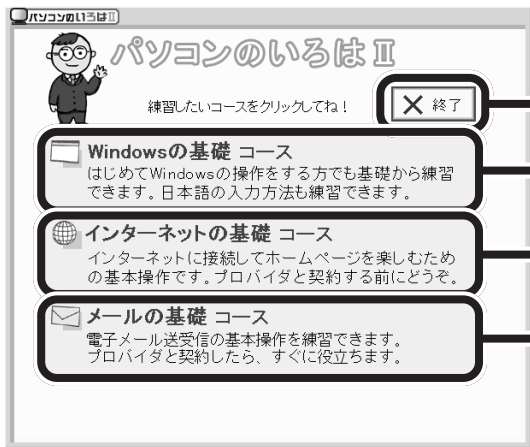 パソコンのいろはⅡ
パソコンのいろはⅡ
練習したいコースをクリックしてね！
終了
Windowsの基礎 コース
はじめてWindowsの操作をする方でも基礎から練習
できます。日本語の入力方法も練習できます。
インターネットの基礎 コース
インターネットに接続してホームページを楽しむため
の基本操作です。プロバイダと契約する前にどうぞ。
メールの基礎 コース
電子メール送受信の基本操作を練習できます。
プロバイダと契約したら、すぐに役立ちます。